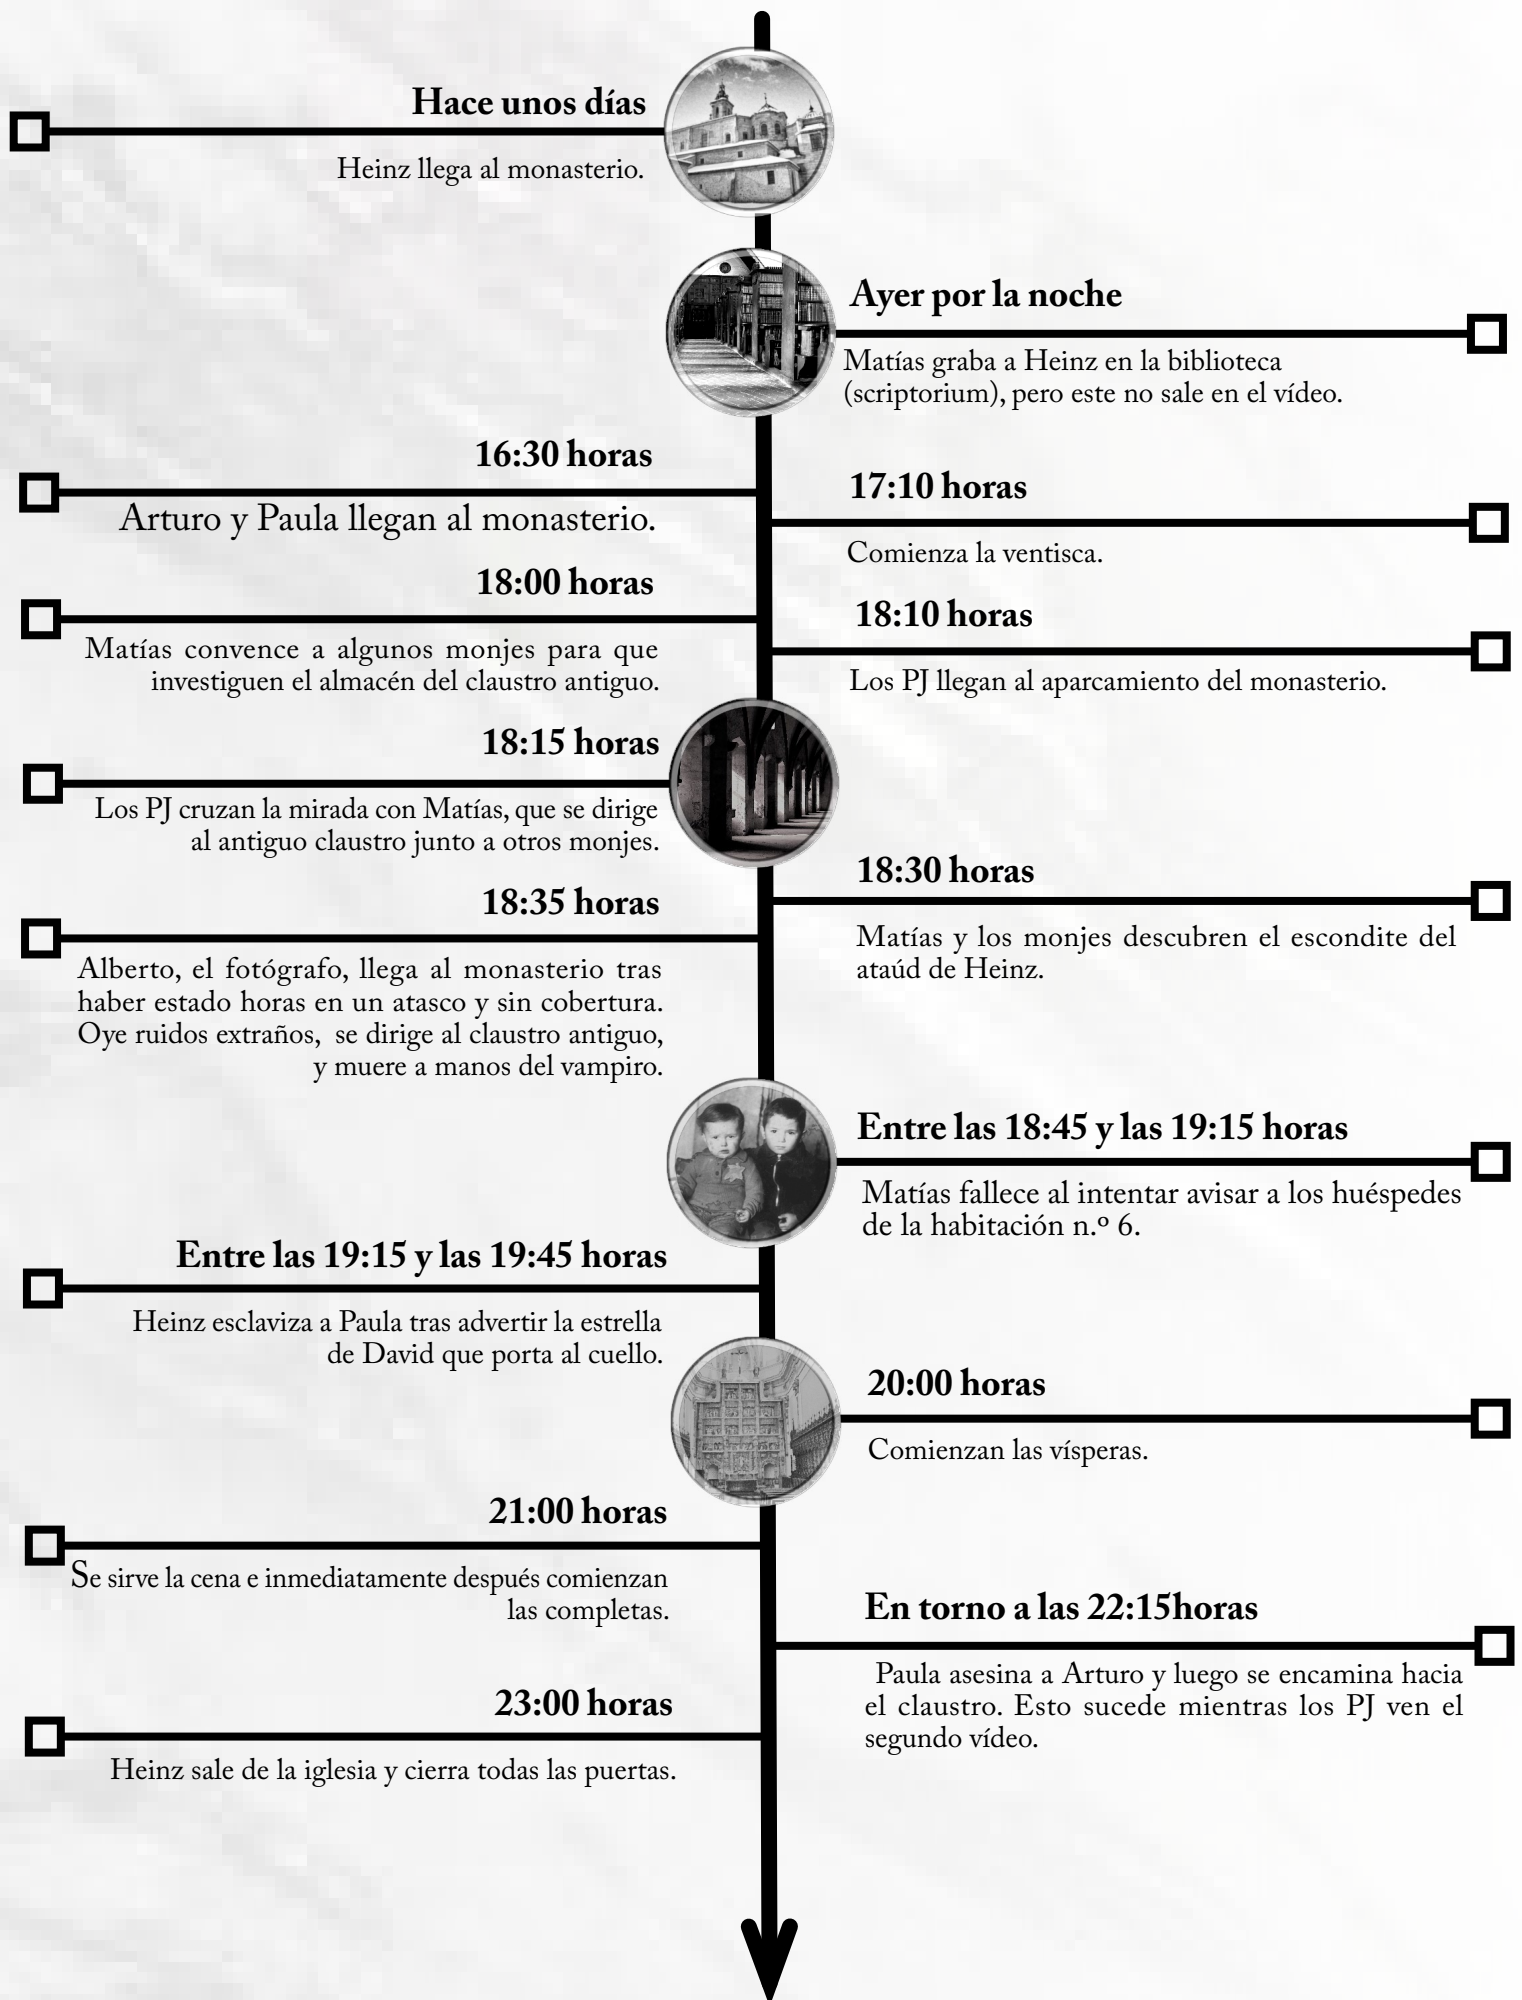 Hace unos días
Heinz llega al monasterio.
Ayer por la noche
Matías graba a Heinz en la biblioteca
(scriptorium), pero este no sale en el vídeo.
16:30 horas
Arturo y Paula llegan al monasterio.
17:10 horas
Comienza la ventisca.
18:00 horas
Matías convence a algunos monjes para que
investiguen el almacén del claustro antiguo.
18:10 horas
Los PJ llegan al aparcamiento del monasterio.
18:15 horas
Los PJ cruzan la mirada con Matías, que se dirige
al antiguo claustro junto a otros monjes.
18:30 horas
Matías y los monjes descubren el escondite del
ataúd de Heinz.
18:35 horas
Alberto, el fotógrafo, llega al monasterio tras
haber estado horas en un atasco y sin cobertura.
Oye ruidos extraños, se dirige al claustro antiguo,
y muere a manos del vampiro.
Entre las 18:45 y las 19:15 horas
Matías fallece al intentar avisar a los huéspedes
de la habitación n.º 6.
Entre las 19:15 y las 19:45 horas
Heinz esclaviza a Paula tras advertir la estrella
de David que porta al cuello.
20:00 horas
Comienzan las vísperas.
21:00 horas
Se sirve la cena e inmediatamente después comienzan
las completas.
En torno a las 22:15horas
Paula asesina a Arturo y luego se encamina hacia
el claustro. Esto sucede mientras los PJ ven el
segundo vídeo.
23:00 horas
Heinz sale de la iglesia y cierra todas las puertas.